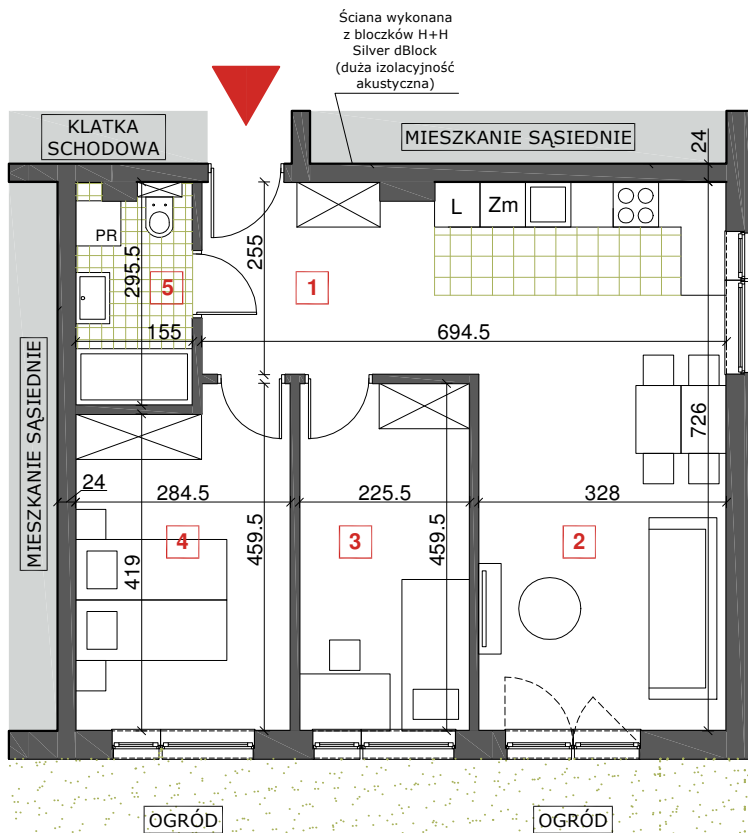 Ściana wykonana
z bloczków H+H
Silver dBlock
(duża izolacyjność
akustyczna)
KLATKA
SCHODOWA
MIESZKANIE SĄSIEDNIE
24
L
Zm
PR
295.5
5
255
1
155
694.5
MIESZKANIE SĄSIEDNIE
726
24
284.5
225.5
328
4
459.5
3
459.5
2
419
OGRÓD
OGRÓD